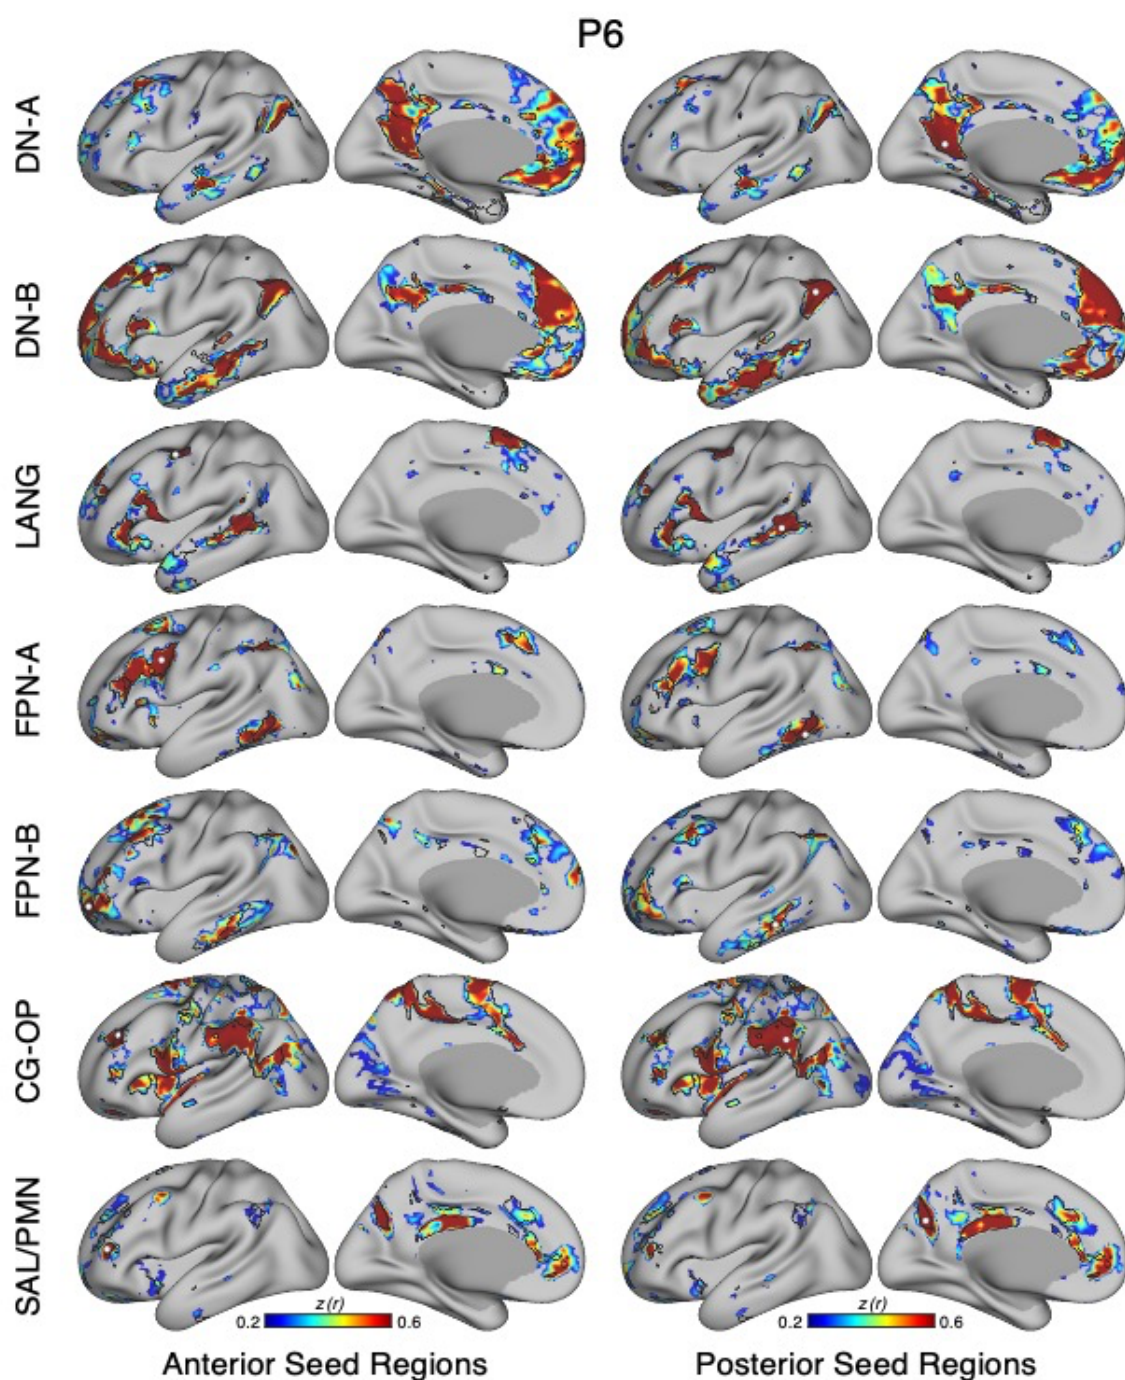 P6
DN-A
DN-B
LANG
FPN-A
FPN-B
CG-OP
SAL/PMN
z(r)
0.2 0.6
z(r)
0.2 0.6
Anterior Seed Regions
Posterior Seed Regions